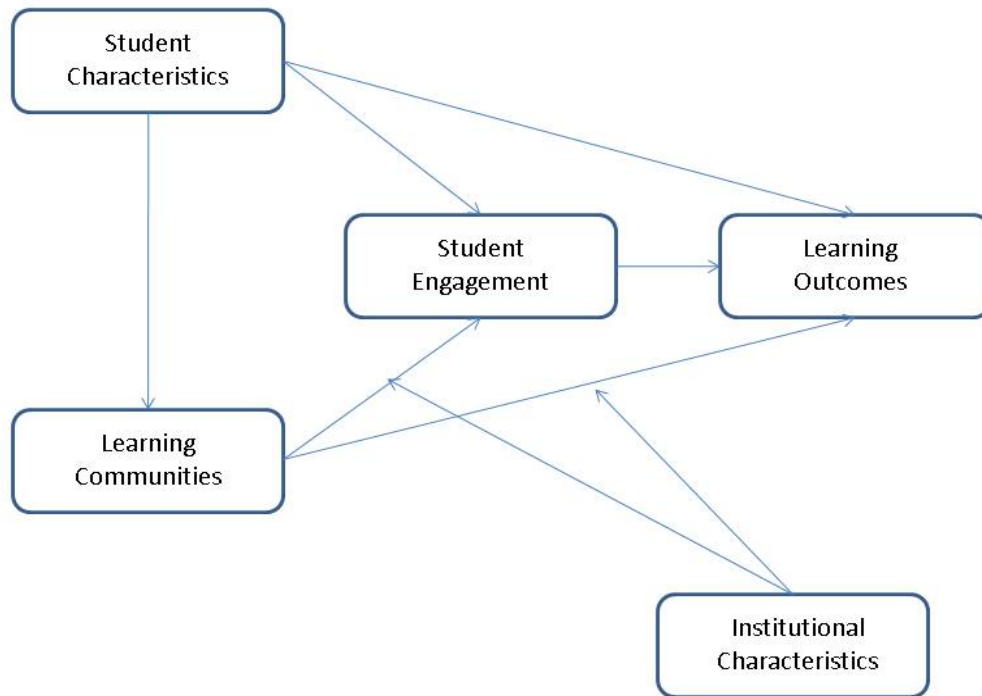 Student
Characteristics
Student
Engagement
Learning
Outcomes
Learning
Communities
Institutional
Characteristics